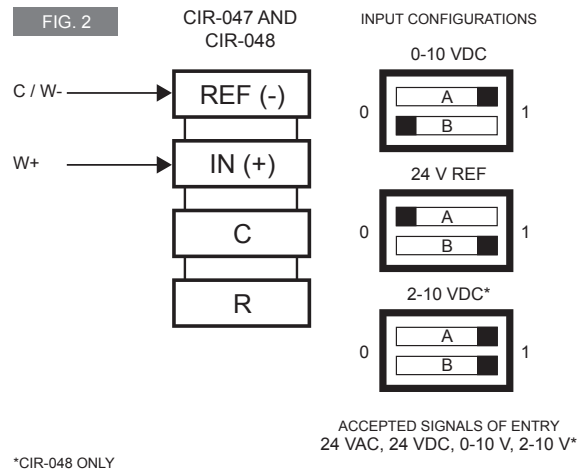 FIG. 2
CIR-047 AND
CIR-048
C / W-
REF (-)
W+
IN (+)
C
R
INPUT CONFIGURATIONS
0-10 VDC
0
A
B
1
24 V REF
0
A
B
1
2-10 VDC*
0
A
B
1
ACCEPTED SIGNALS OF ENTRY
24 VAC, 24 VDC, 0-10 V, 2-10 V*
*CIR-048 ONLY